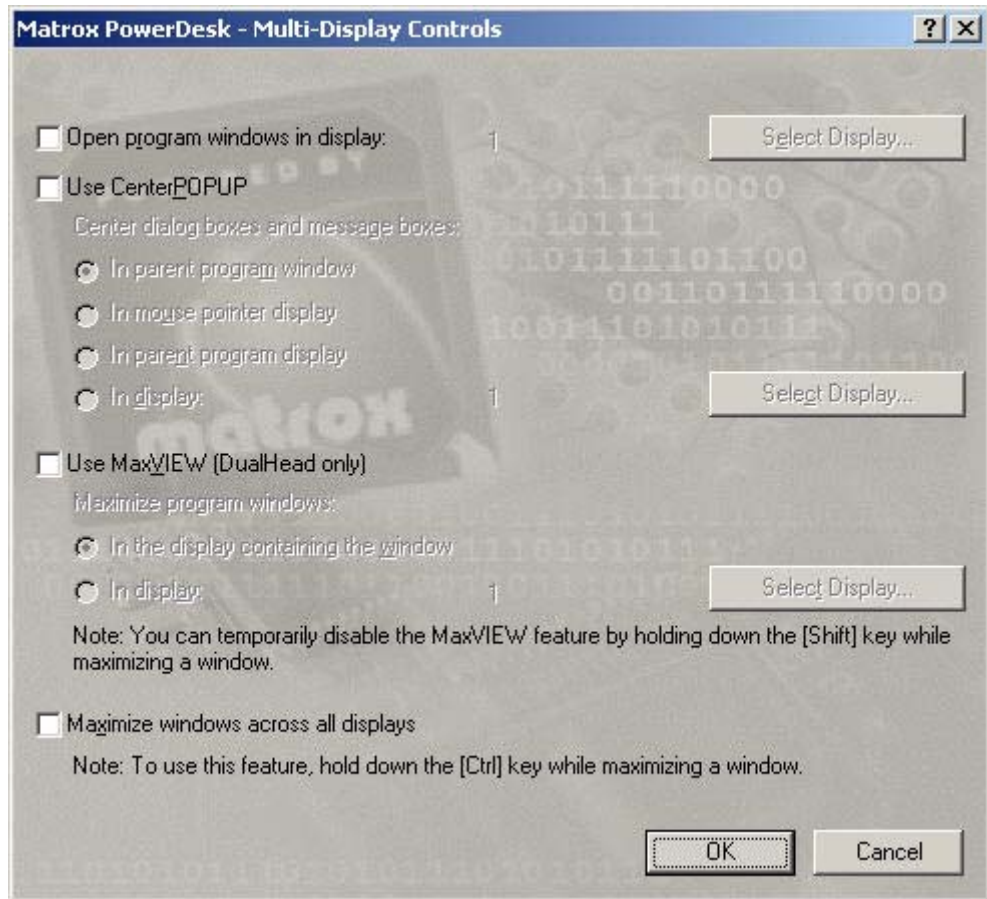 Matrox PowerDesk - Multi-Display Controls
Open program windows in display: 1 Select Display...
Use CenterPOPUP
Center dialog boxes and message boxes:
In parent program window
In mouse pointer display
In parent program display
In display: 1 Select Display...
Use MaxVIEW (DualHead only)
Maximize program windows:
In the display containing the window
In display: 1 Select Display...
Note: You can temporarily disable the MaxVIEW feature by holding down the [Shift] key while
maximizing a window.
Maximize windows across all displays
Note: To use this feature, hold down the [Ctrl] key while maximizing a window.
OK Cancel
matrox